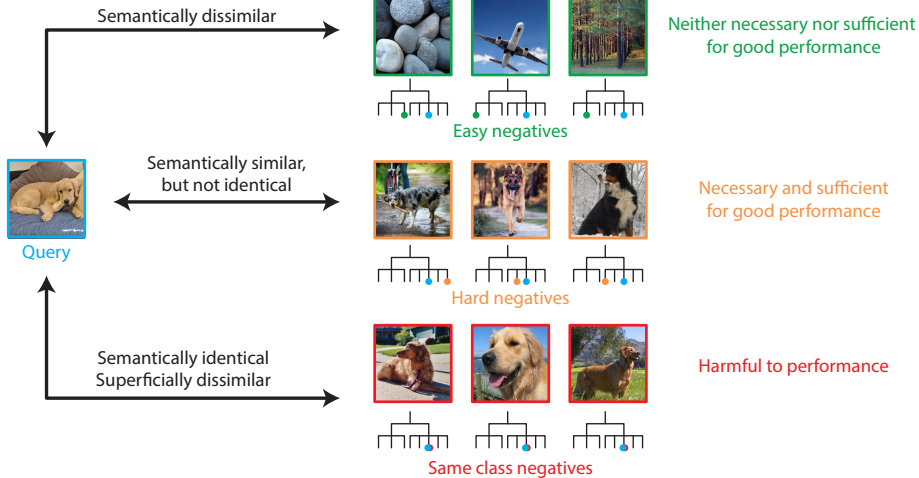 Semantically dissimilar
Neither necessary nor sufficient
for good performance
Easy negatives
Semantically similar,
but not identical
Necessary and sufficient
for good performance
Query
Hard negatives
Semantically identical
Superficially dissimilar
Harmful to performance
Same class negatives